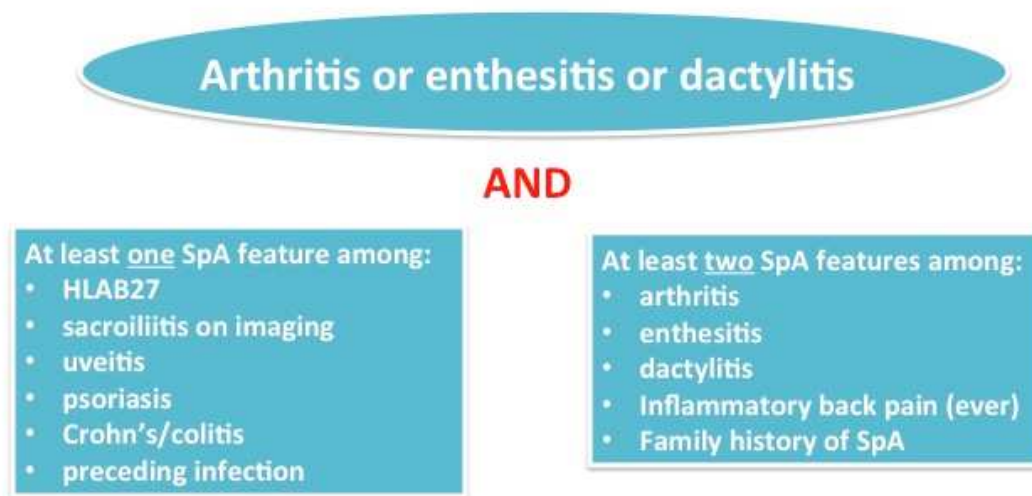 Arthritis or enthesitis or dactylitis
AND
At least one SpA feature among:
• HLAB27
• sacroiliitis on imaging
• uveitis
• psoriasis
• Crohn's/colitis
• preceding infection
At least two SpA features among:
• arthritis
• enthesitis
• dactylitis
• Inflammatory back pain (ever)
• Family history of SpA